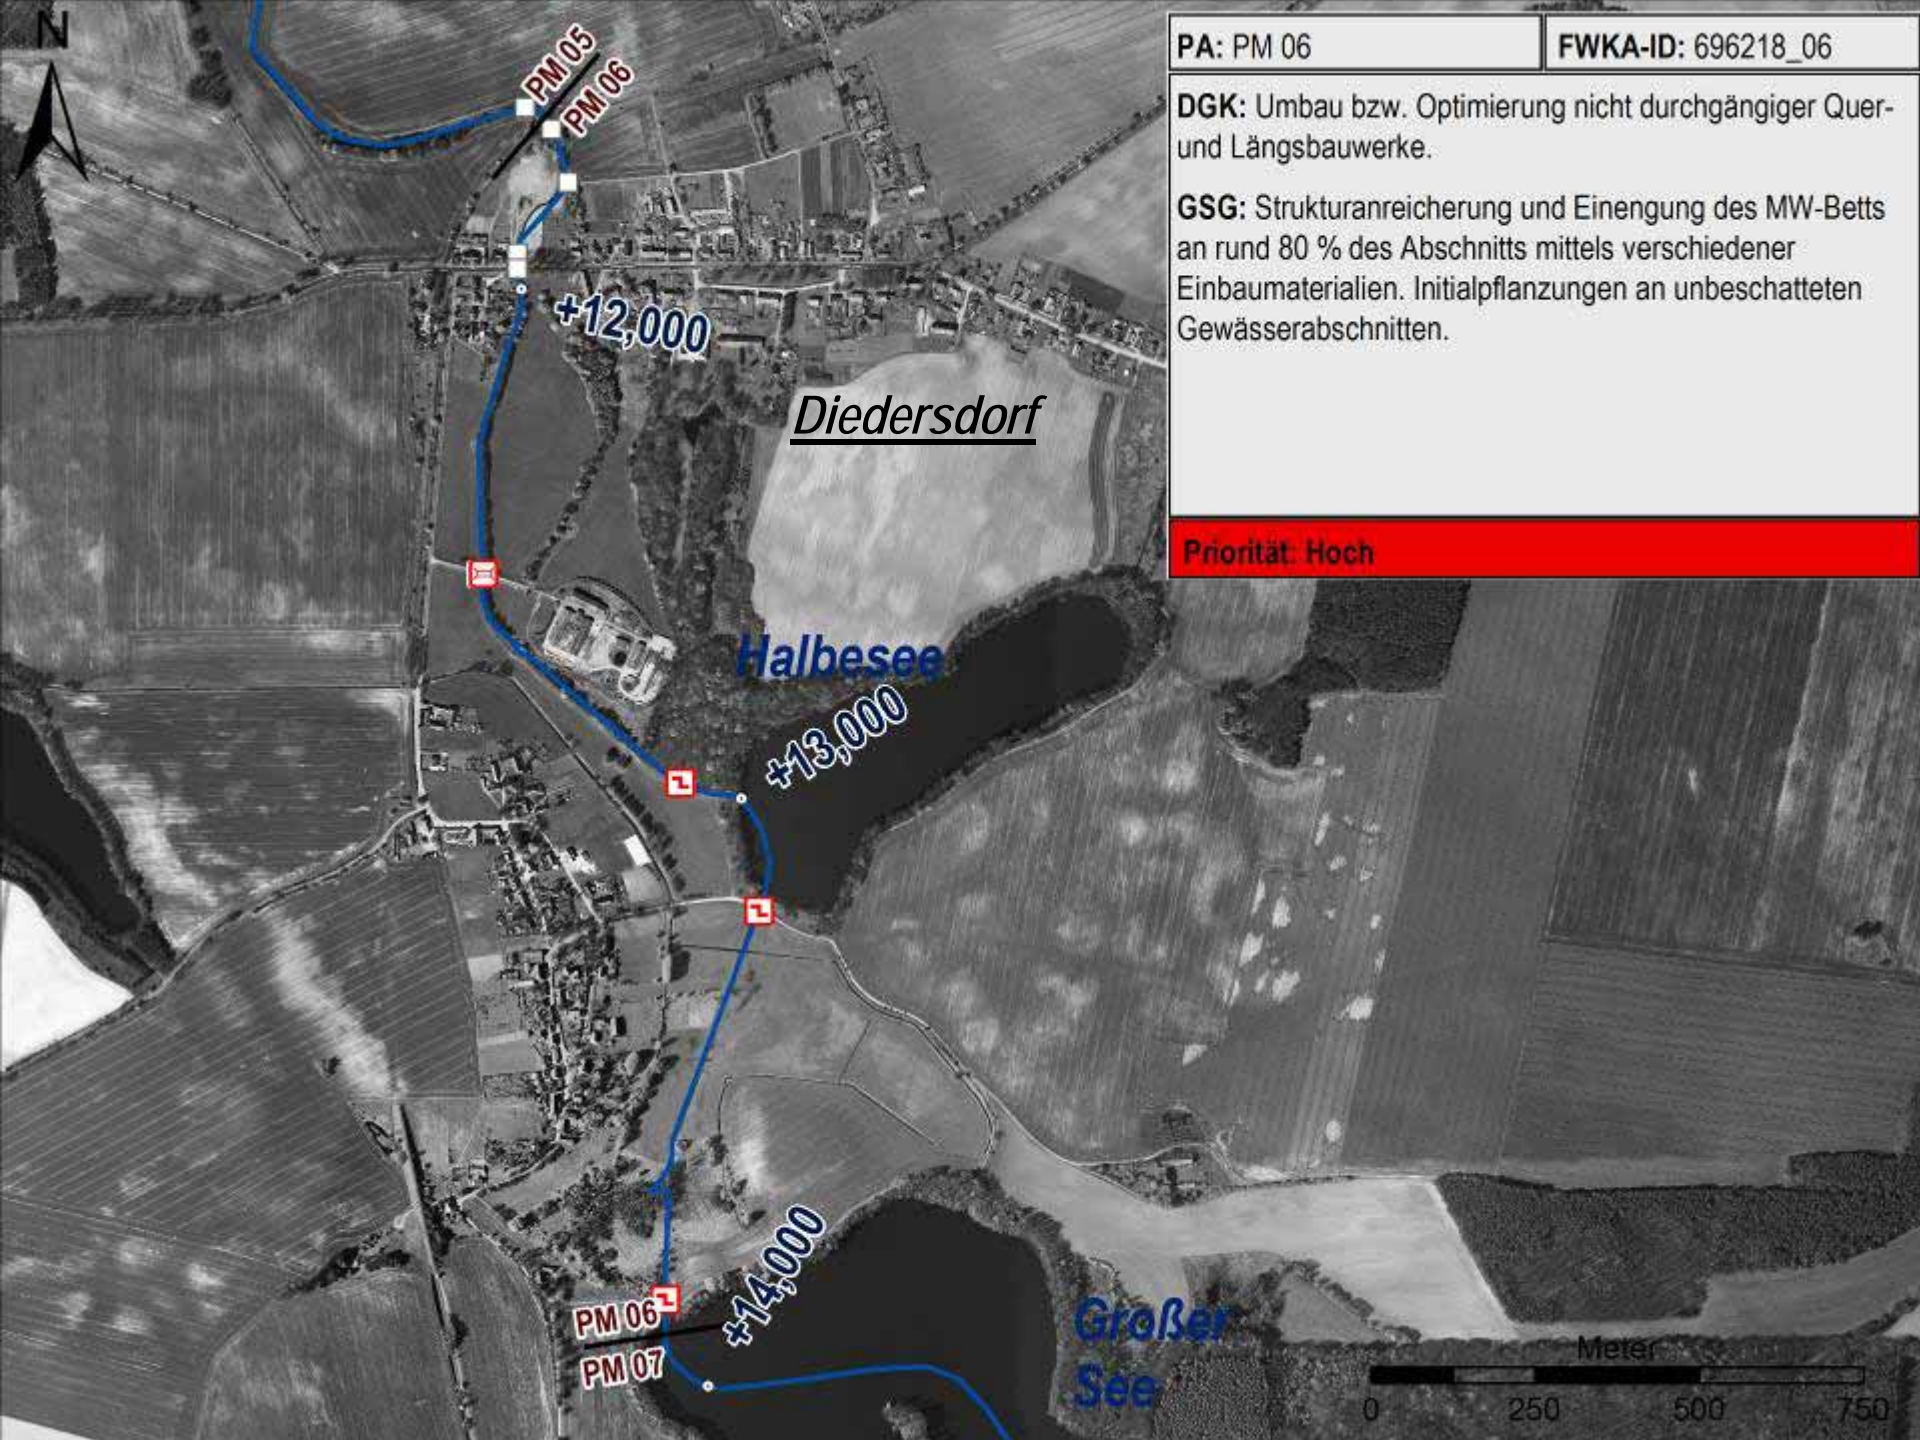 N
PM 05
PM 06
PA: PM 06
FWKA-ID: 696218_06
DGK: Umbau bzw. Optimierung nicht durchgängiger Quer-
und Längsbauwerke.
GSG: Strukturanreicherung und Einengung des MW-Betts
an rund 80 % des Abschnitts mittels verschiedener
Einbaumaterialien. Initialpflanzungen an unbeschatteten
Gewässerabschnitten.
Priorität: Hoch
+12,000
Diedersdorf
Halbesee
+13,000
+14,000
PM 06
PM 07
Großer
See
Meter
0 250 500 750